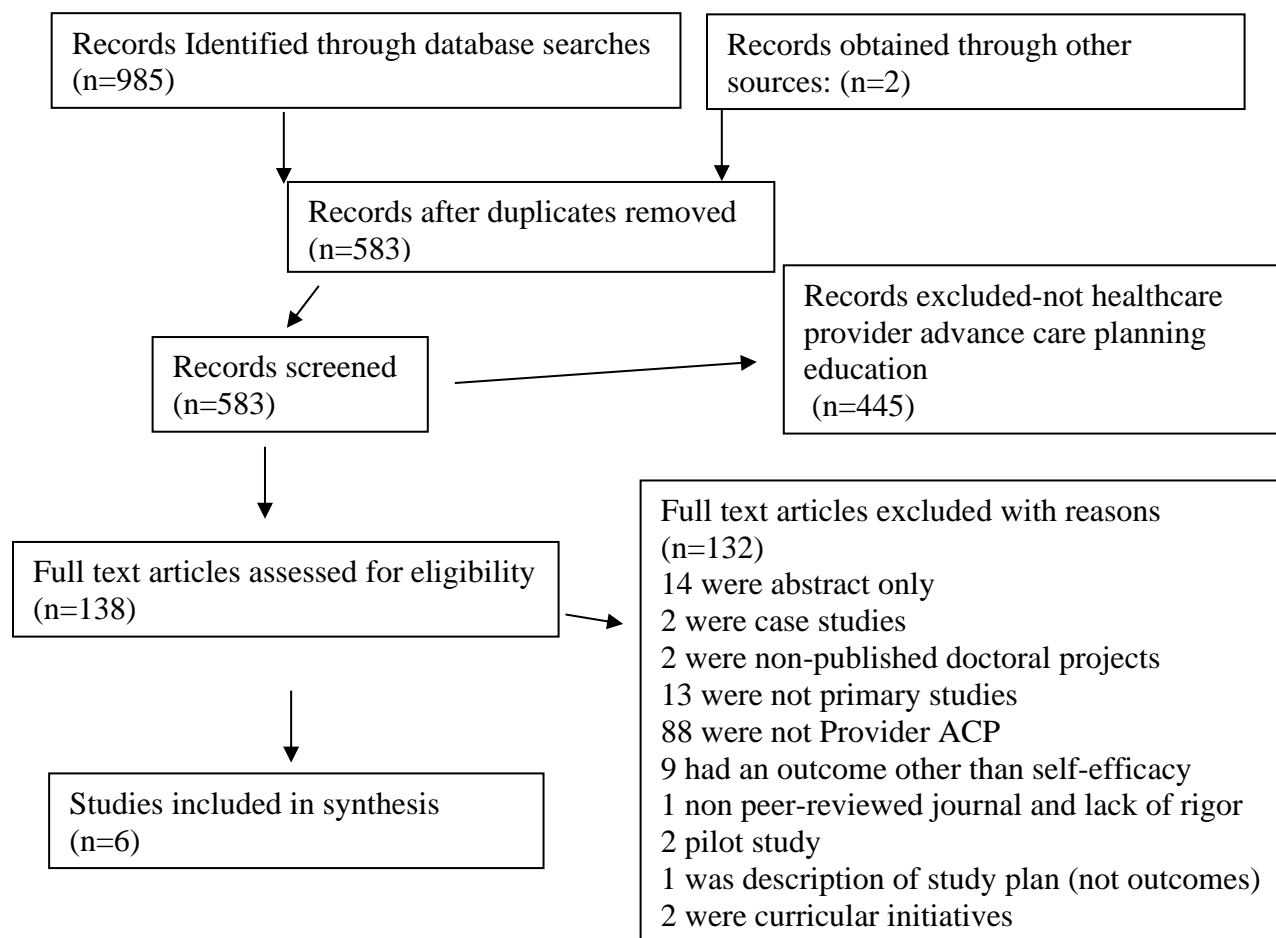 Records Identified through database searches
(n=985)
Records obtained through other
sources: (n=2)
Records after duplicates removed
(n=583)
Records excluded-not healthcare
provider advance care planning
education
(n=445)
Records screened
(n=583)
Full text articles assessed for eligibility
(n=138)
Full text articles excluded with reasons
(n=132)
14 were abstract only
2 were case studies
2 were non-published doctoral projects
13 were not primary studies
88 were not Provider ACP
9 had an outcome other than self-efficacy
1 non peer-reviewed journal and lack of rigor
2 pilot study
1 was description of study plan (not outcomes)
2 were curricular initiatives
Studies included in synthesis
(n=6)